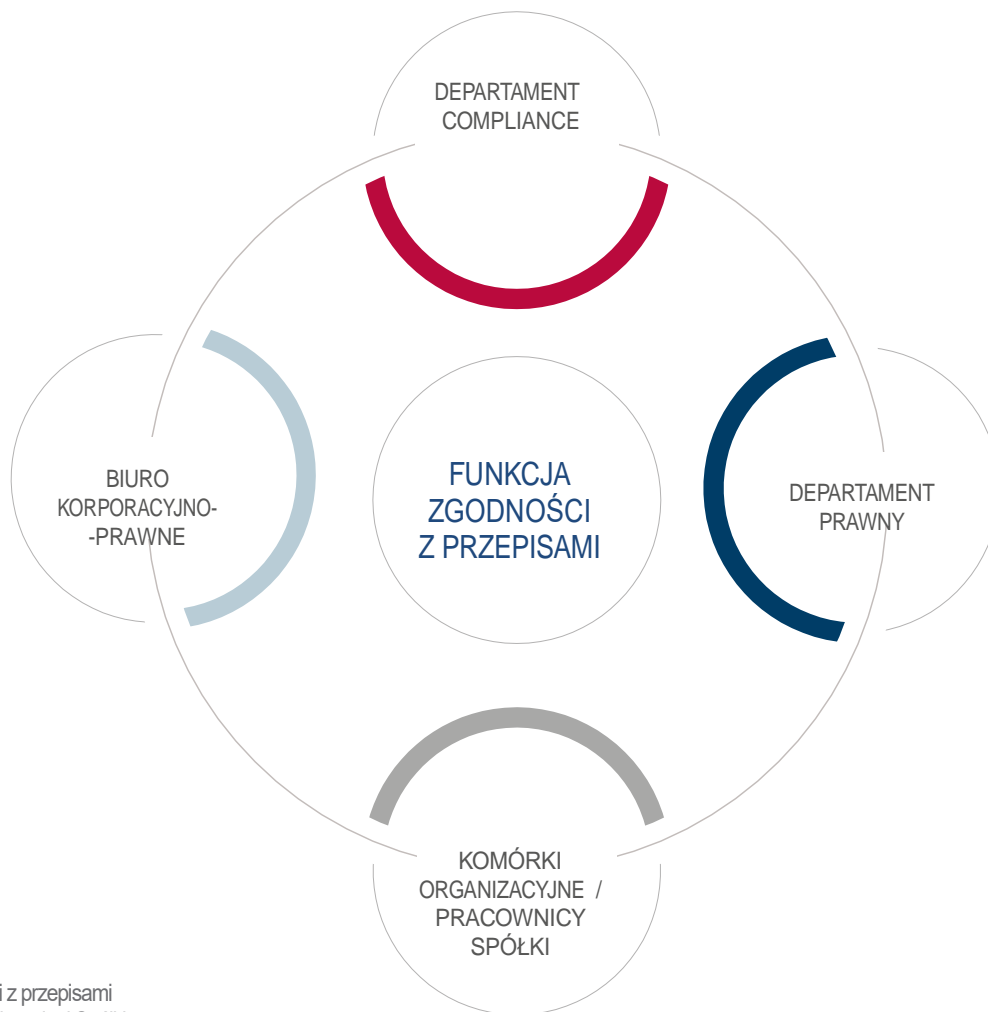 DEPARTAMENT
COMPLIANCE
BIURO
KORPORACYJNO-
-PRAWNE
FUNKCJA
ZGODNOŚCI
Z PRZEPISAMI
DEPARTAMENT
PRAWNY
KOMÓRKI
ORGANIZACYJNE /
PRACOWNICY
SPÓŁKI
i z przepisami